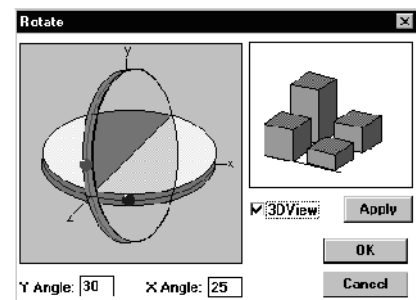 Rotate
y
x
z
3DView
Apply
OK
Cancel
Y Angle: 30
X Angle: 25